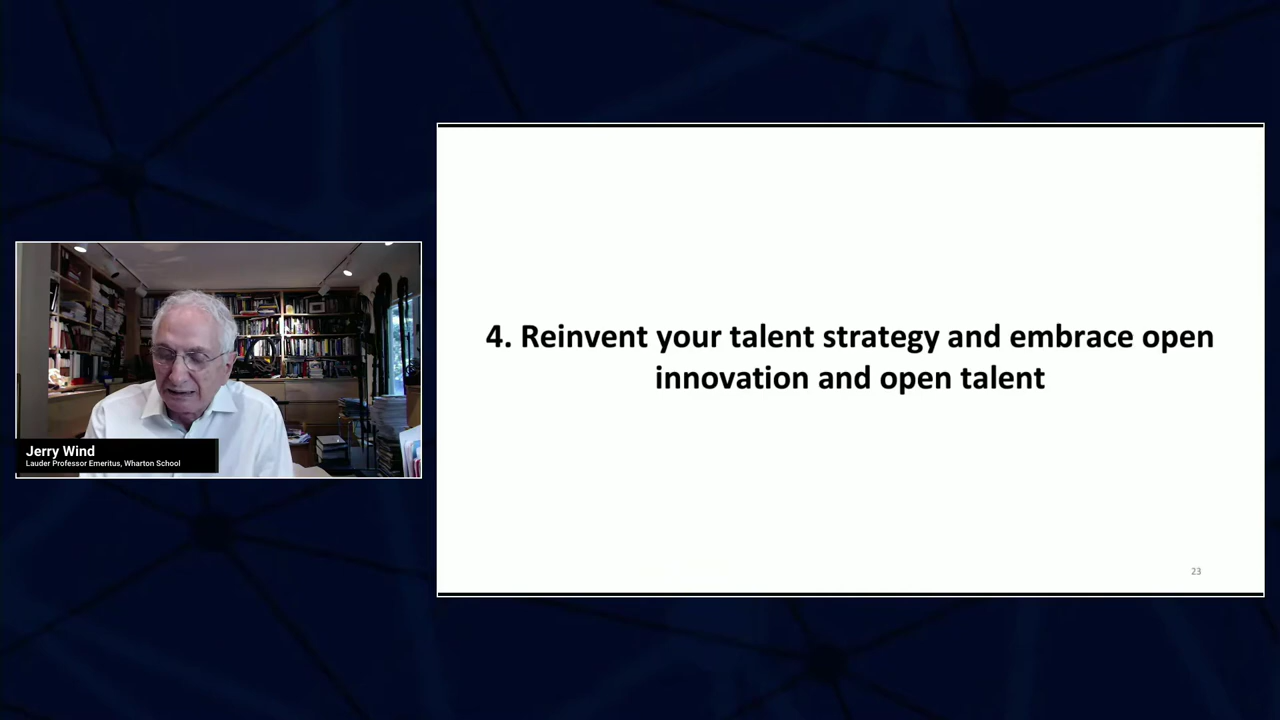 Jerry Wind
Lauder Professor Emeritus, Wharton School
4. Reinvent your talent strategy and embrace open
innovation and open talent
23